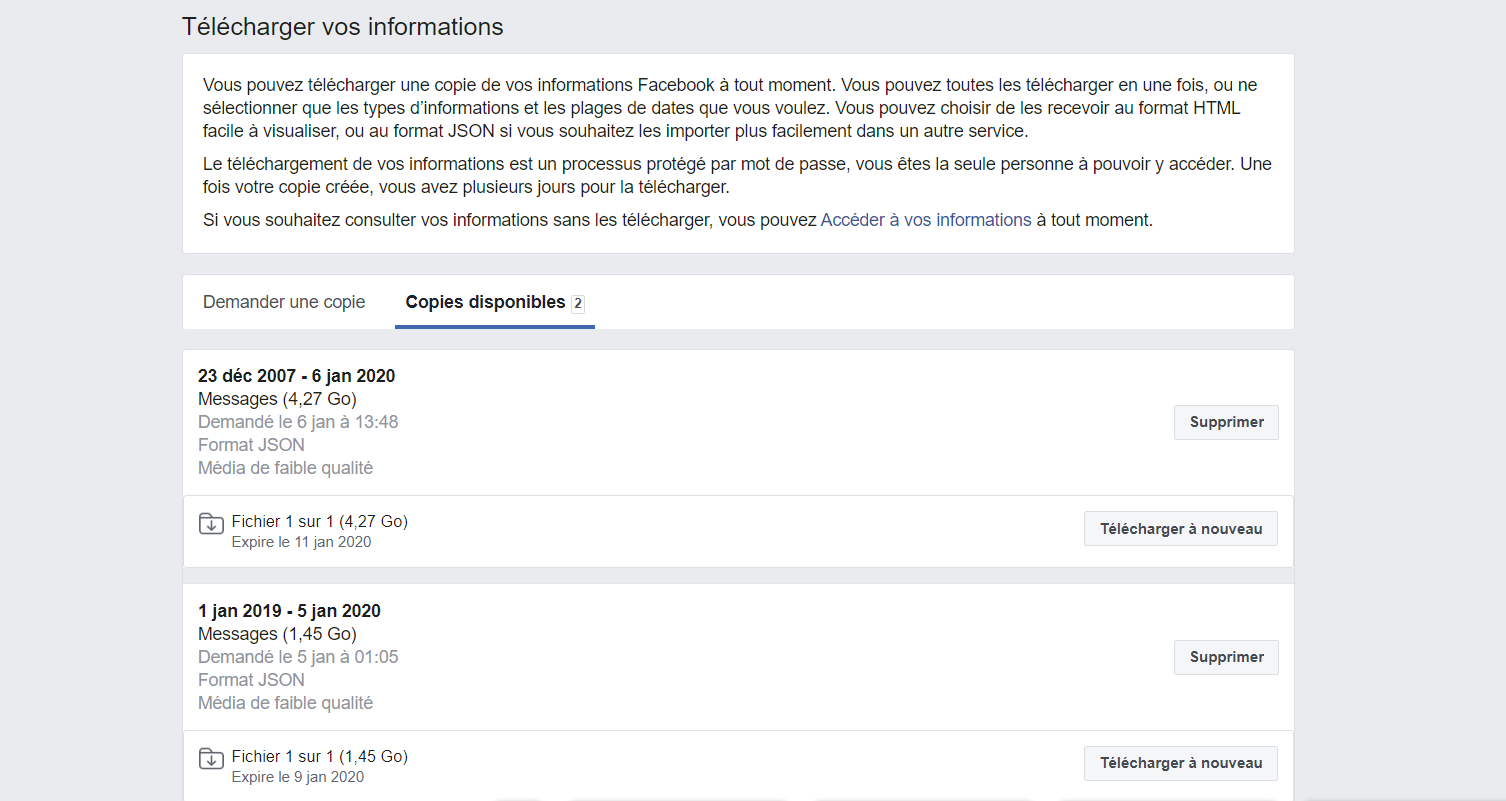 Télécharger vos informations
Vous pouvez télécharger une copie de vos informations Facebook à tout moment. Vous pouvez toutes les télécharger en une fois, ou ne
sélectionner que les types d’informations et les plages de dates que vous voulez. Vous pouvez choisir de les recevoir au format HTML
facile à visualiser, ou au format JSON si vous souhaitez les importer plus facilement dans un autre service.
Le téléchargement de vos informations est un processus protégé par mot de passe, vous êtes la seule personne à pouvoir y accéder. Une
fois votre copie créée, vous avez plusieurs jours pour la télécharger.
Si vous souhaitez consulter vos informations sans les télécharger, vous pouvez Accéder à vos informations à tout moment.
Demander une copie Copies disponibles 2
23 déc 2007 - 6 jan 2020
Messages (4,27 Go)
Demandé le 6 jan à 13:48
Supprimer
Format JSON
Média de faible qualité
Fichier 1 sur 1 (4,27 Go)
Expire le 11 jan 2020
Télécharger à nouveau
1 jan 2019 - 5 jan 2020
Messages (1,45 Go)
Demandé le 5 jan à 01:05
Supprimer
Format JSON
Média de faible qualité
Fichier 1 sur 1 (1,45 Go)
Expire le 9 jan 2020
Télécharger à nouveau